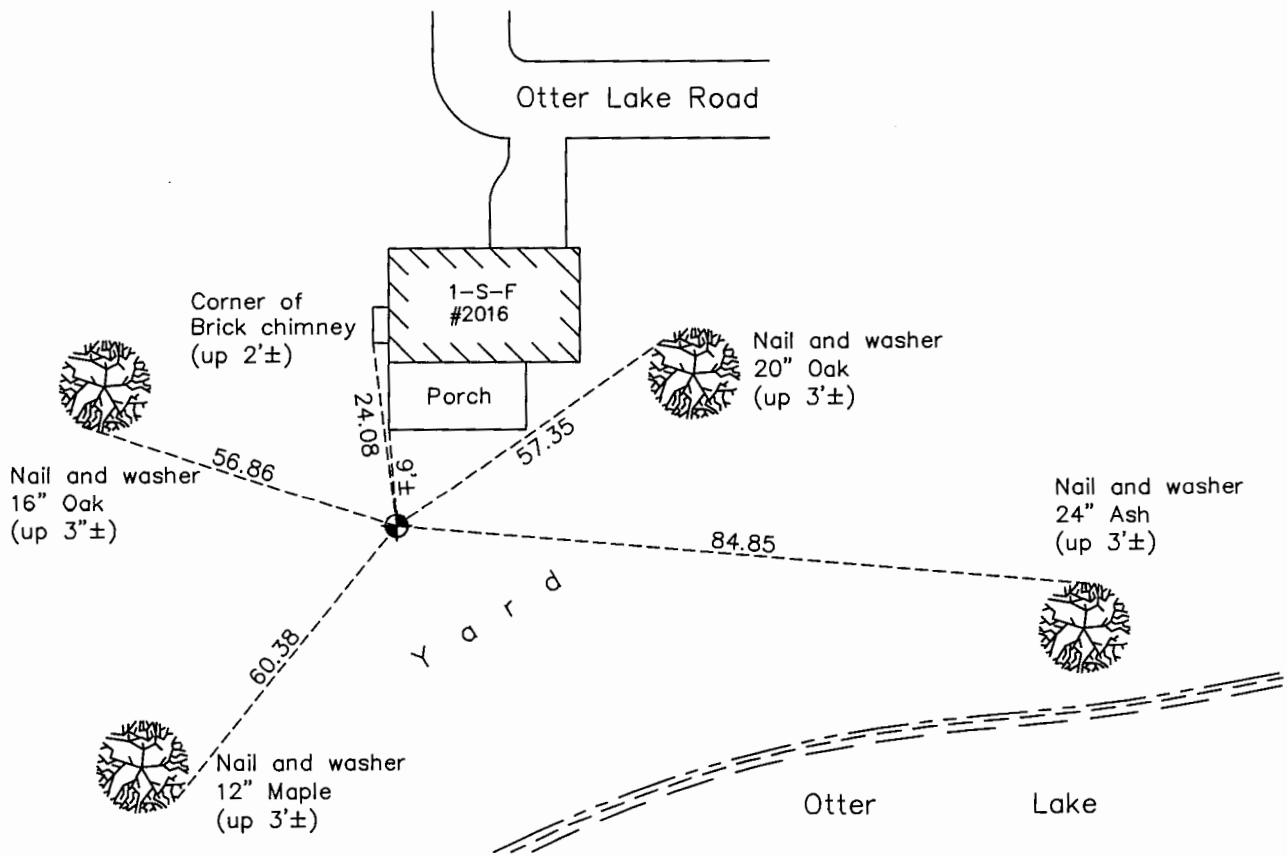 Otter Lake Road
1-S-F
#2016
Corner of
Brick chimney
(up 2'±)
Nail and washer
20" Oak
(up 3'±)
Porch
24.08
9'±
57.35
56.86
Nail and washer
16" Oak
(up 3"±)
Nail and washer
24" Ash
(up 3'±)
84.85
Yard
60.38
Nail and washer
12" Maple
(up 3'±)
Otter Lake